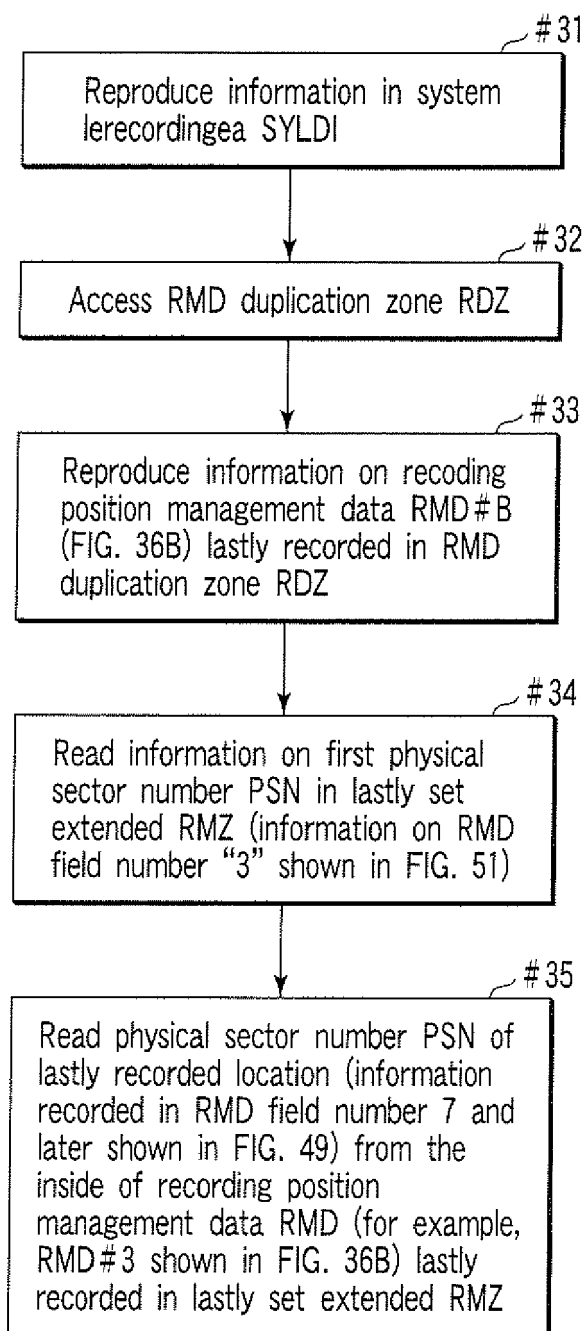 #31
Reproduce information in system
lerecordingea SYLDI
#32
Access RMD duplication zone RDZ
#33
Reproduce information on recoding
position management data RMD#B
(FIG. 36B) lastly recorded in RMD
duplication zone RDZ
#34
Read information on first physical
sector number PSN in lastly set
extended RMZ (information on RMD
field number “3” shown in FIG. 51)
#35
Read physical sector number PSN of
lastly recorded location (information
recorded in RMD field number 7 and
later shown in FIG. 49) from the
inside of recording position
management data RMD (for example,
RMD#3 shown in FIG. 36B) lastly
recorded in lastly set extended RMZ